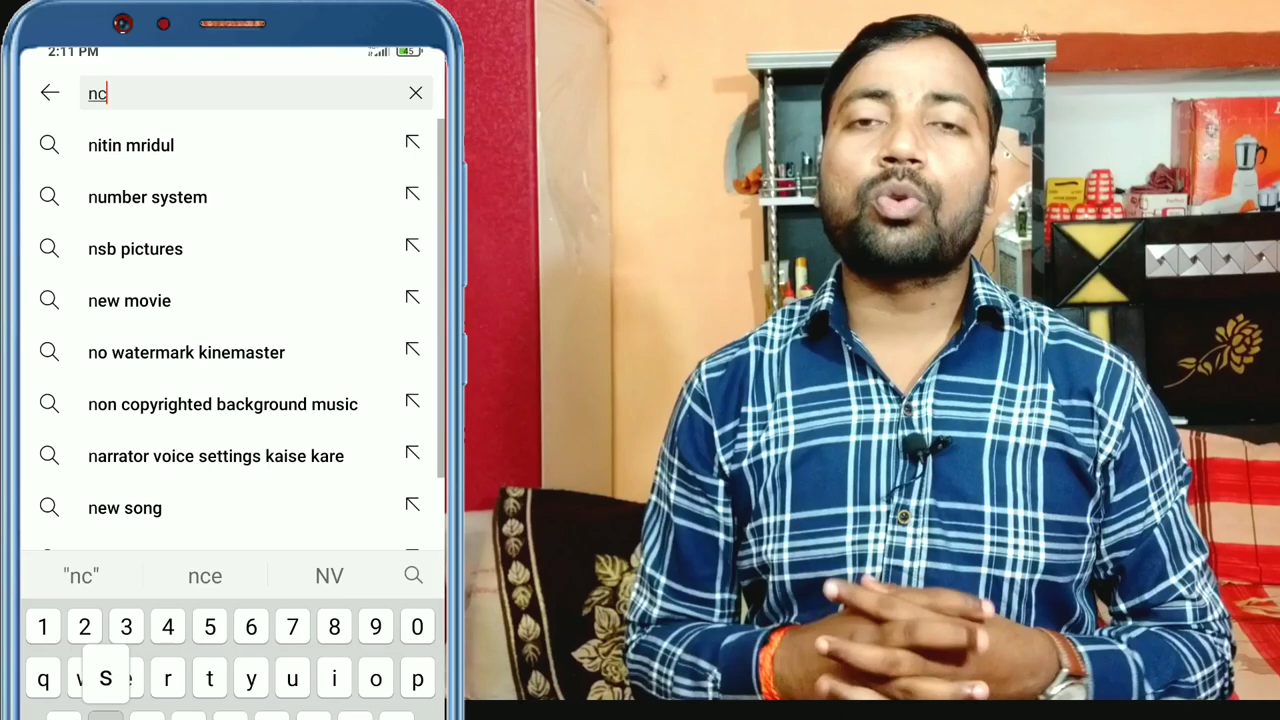 2:11 PM
45
nc
nitin mridul
number system
nsb pictures
new movie
no watermark kinemaster
non copyrighted background music
narrator voice settings kaise kare
new song
"nc" nce NV
1 2 3 4 5 6 7 8 9 0
q s r t y u i o p